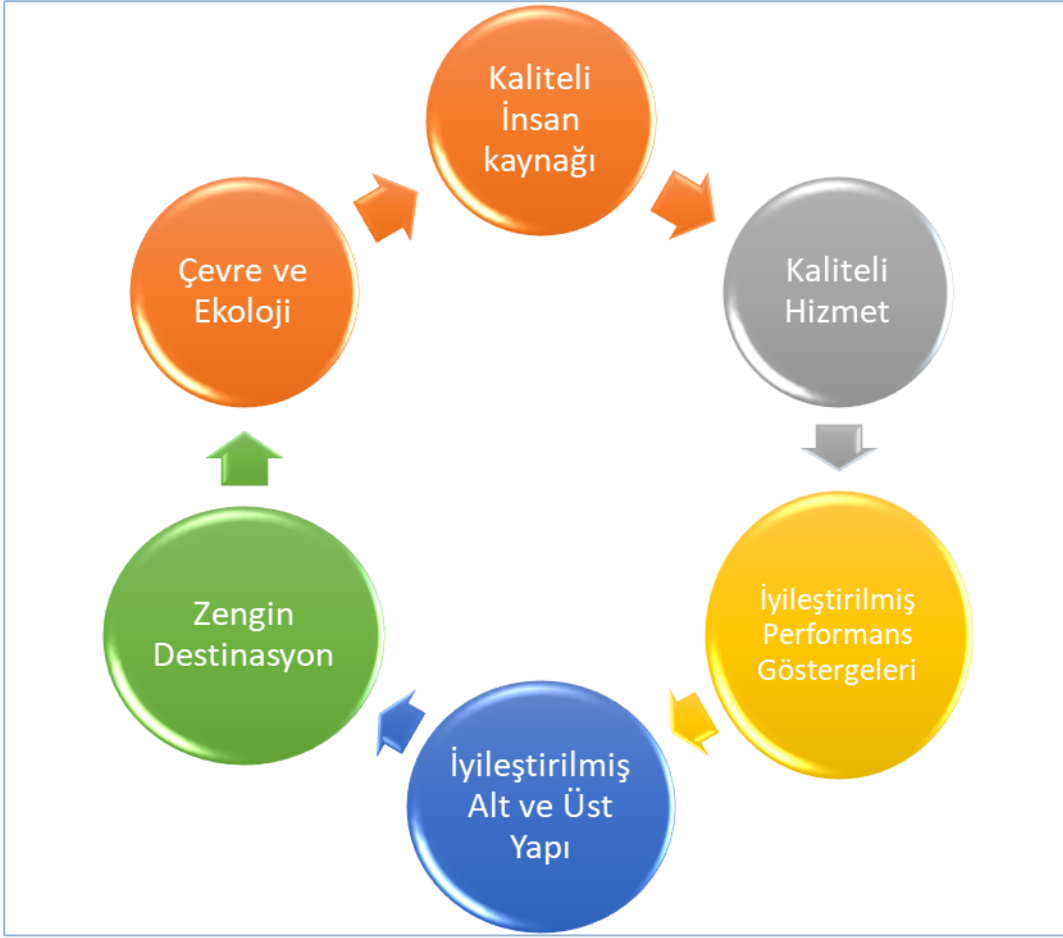 Kaliteli
İnsan
kaynağı
Kaliteli
Hizmet
İyileştirilmiş
Performans
Göstergeleri
İyileştirilmiş
Alt ve Üst
Yapı
Zengin
Destinasyon
Çevre ve
Ekoloji